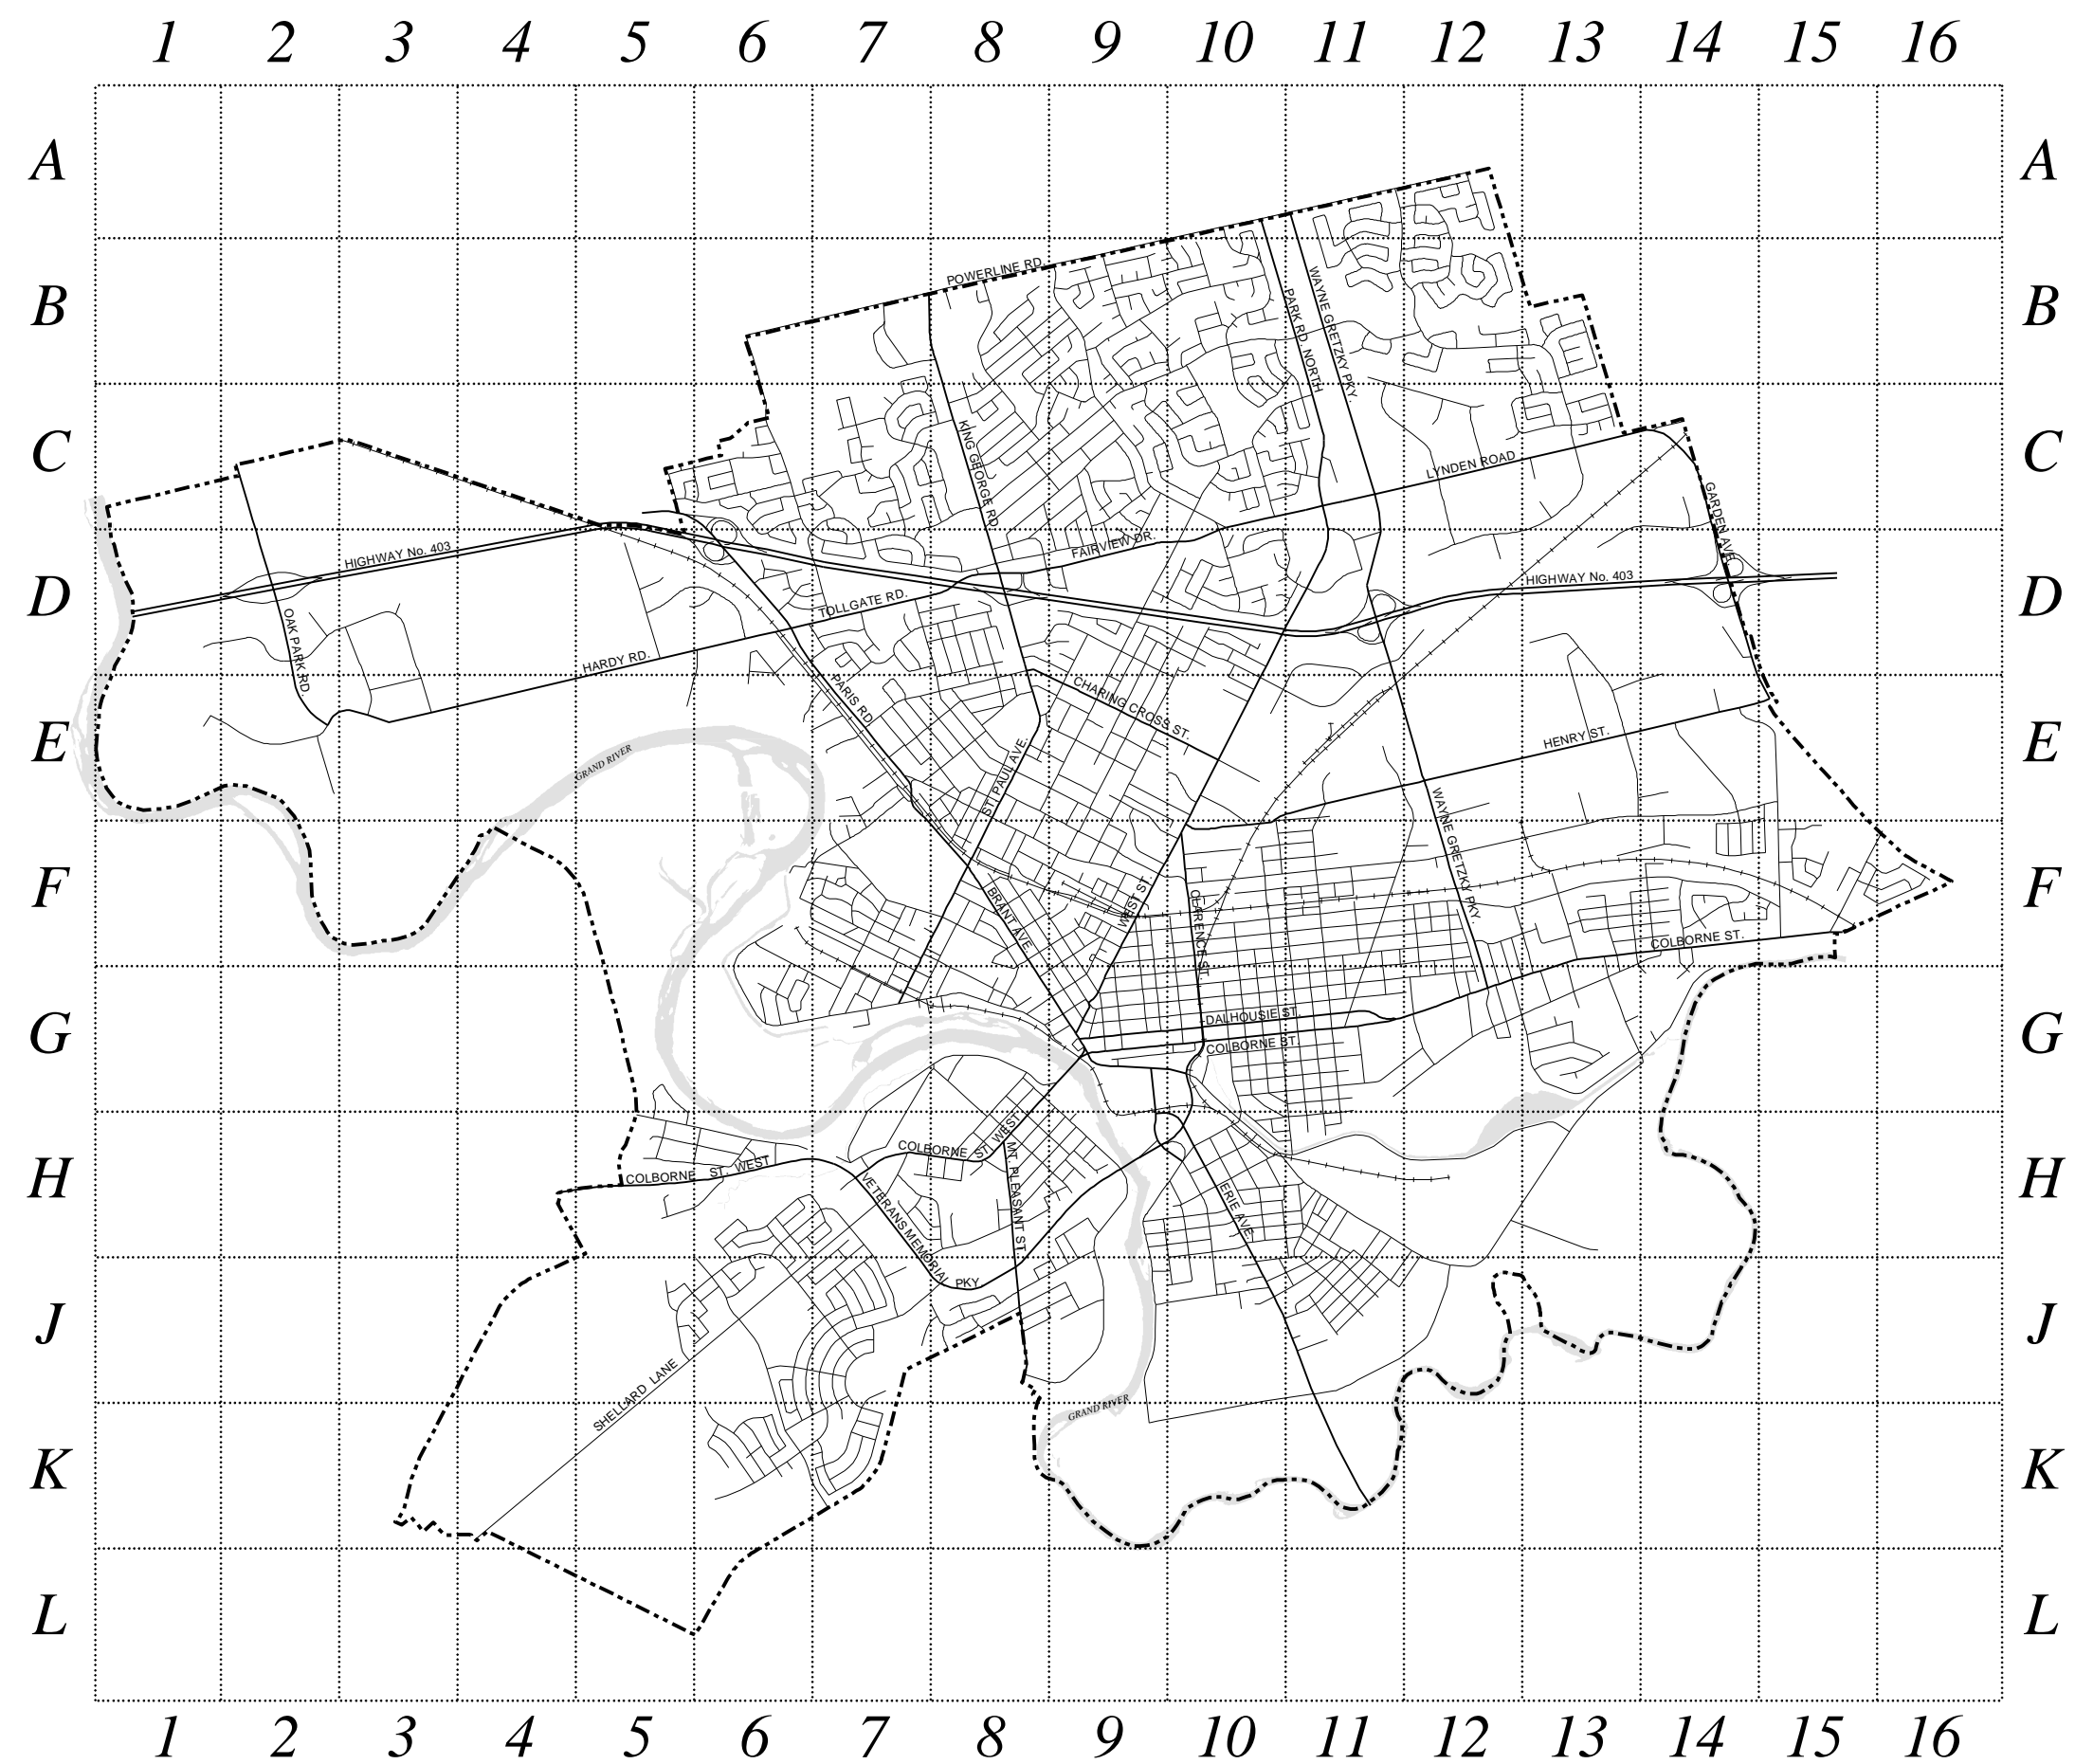 1 2 3 4 5 6 7 8 9 10 11 12 13 14 15 16
A A
POWERLINE RD.
B B
PARK RD. NORTH
WAYNE GRETZKY PKY.
C C
KING GEORGE RD.
LYNDEN ROAD
GARDEN AVE.
HIGHWAY No. 403
FAIRVIEW DR.
HIGHWAY No. 403
D D
OAK PARK RD.
TOLLGATE RD.
HARDY RD.
PARIS RD.
CHARING CROSS ST.
E E
GRAND RIVER
ST. PAUL AVE.
HENRY ST.
WAYNE GRETZKY PKY.
F F
BRANT AVE.
WEST ST.
CLARENCE ST.
COLBORNE ST.
G G
DALHOUSIE ST.
COLBORNE ST.
H H
COLBORNE ST. WEST
COLBORNE ST. WEST
MT. PLEASANT ST.
VETERANS MEMORIAL PKY
ERIE AVE.
J J
SHELLARD LANE
GRAND RIVER
K K
L L
1 2 3 4 5 6 7 8 9 10 11 12 13 14 15 16